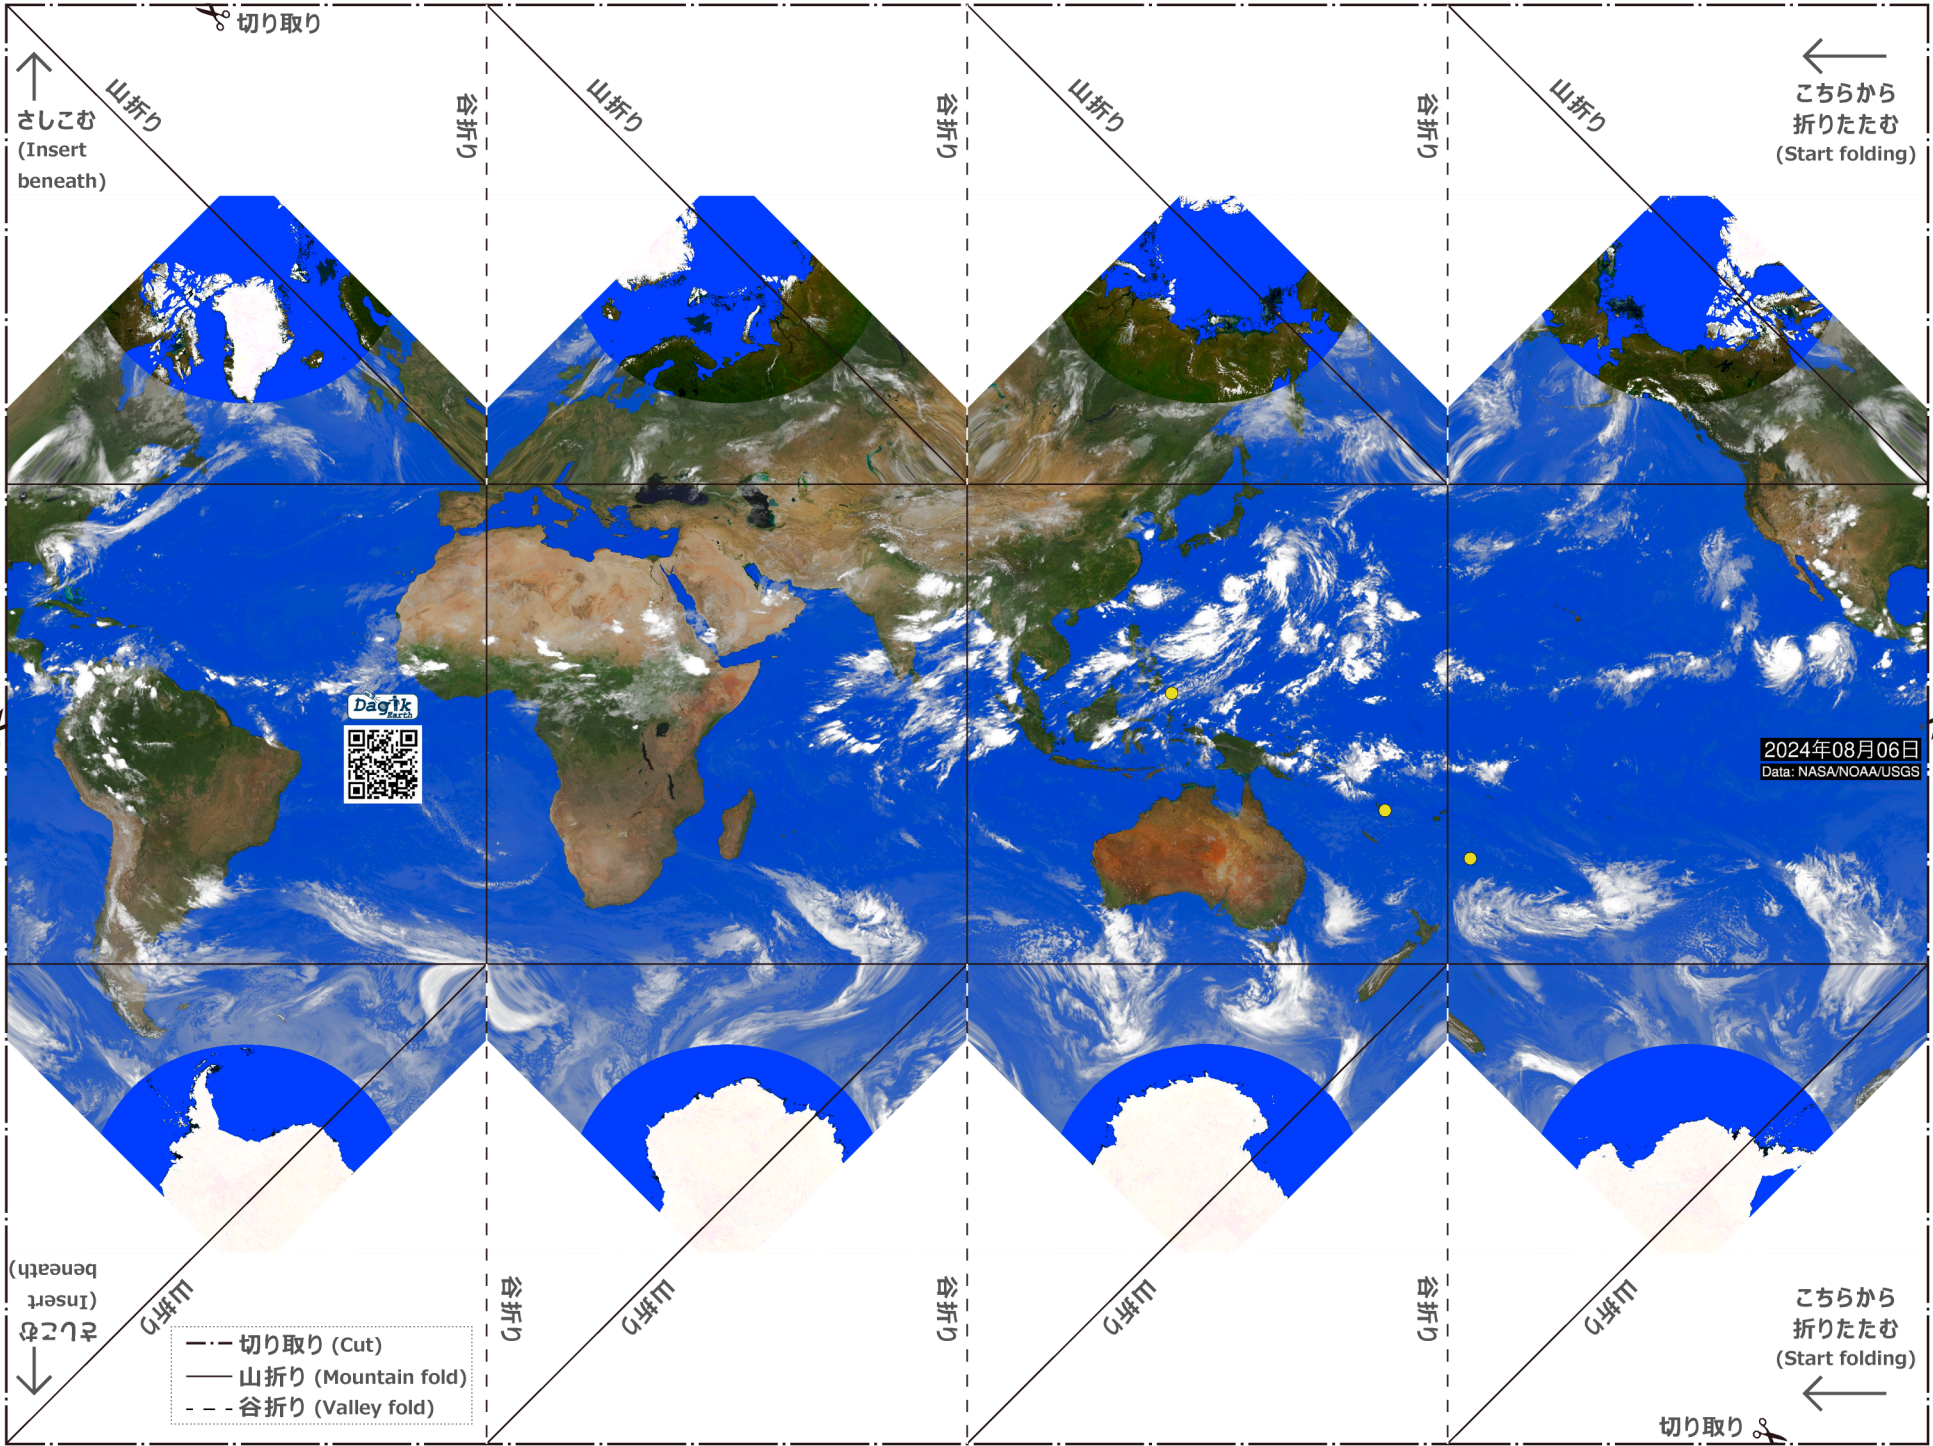 切り取り
山折り
谷折り
山折り
谷折り
山折り
谷折り
山折り
さしこむ
(Insert
beneath)
こちらから
折りたたむ
(Start folding)
Dagik
Earth
2024年08月06日
Data: NASA/NOAA/USGS
さしこむ
(Insert
beneath)
山折り
谷折り
山折り
谷折り
山折り
谷折り
山折り
こちらから
折りたたむ
(Start folding)
切り取り (Cut)
山折り (Mountain fold)
谷折り (Valley fold)
切り取り